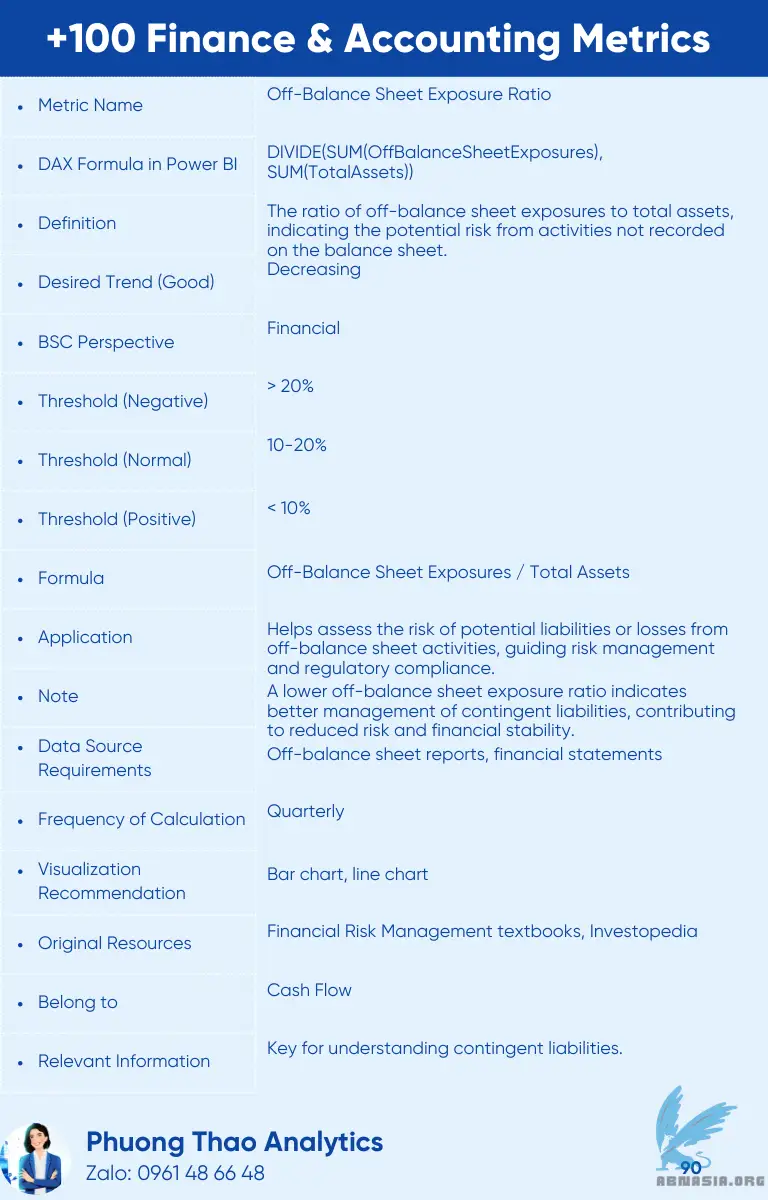 +100 Finance & Accounting Metrics
• Metric Name
Off-Balance Sheet Exposure Ratio
• DAX Formula in Power BI
DIVIDE(SUM(OffBalanceSheetExposures),
SUM(TotalAssets))
• Definition
The ratio of off-balance sheet exposures to total assets,
indicating the potential risk from activities not recorded
on the balance sheet.
• Desired Trend (Good)
Decreasing
• BSC Perspective
Financial
• Threshold (Negative)
> 20%
• Threshold (Normal)
10-20%
• Threshold (Positive)
< 10%
• Formula
Off-Balance Sheet Exposures / Total Assets
• Application
Helps assess the risk of potential liabilities or losses from
off-balance sheet activities, guiding risk management
and regulatory compliance.
• Note
A lower off-balance sheet exposure ratio indicates
better management of contingent liabilities, contributing
to reduced risk and financial stability.
• Data Source
Requirements
Off-balance sheet reports, financial statements
• Frequency of Calculation
Quarterly
• Visualization
Recommendation
Bar chart, line chart
• Original Resources
Financial Risk Management textbooks, Investopedia
• Belong to
Cash Flow
• Relevant Information
Key for understanding contingent liabilities.
Phuong Thao Analytics
Zalo: 0961 48 66 48
90
ABNASIA.ORG